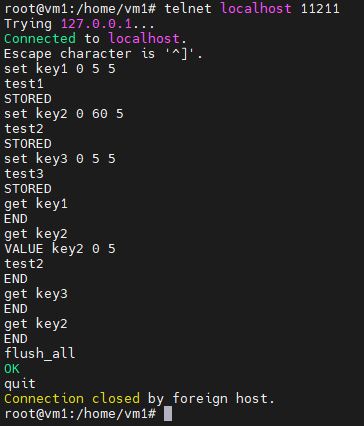 root@vm1:/home/vm1# telnet localhost 11211
Trying 127.0.0.1...
Connected to localhost.
Escape character is '^]'.
set key1 0 5 5
test1
STORED
set key2 0 60 5
test2
STORED
set key3 0 5 5
test3
STORED
get key1
END
get key2
VALUE key2 0 5
test2
END
get key3
END
get key2
END
flush_all
OK
quit
Connection closed by foreign host.
root@vm1:/home/vm1#